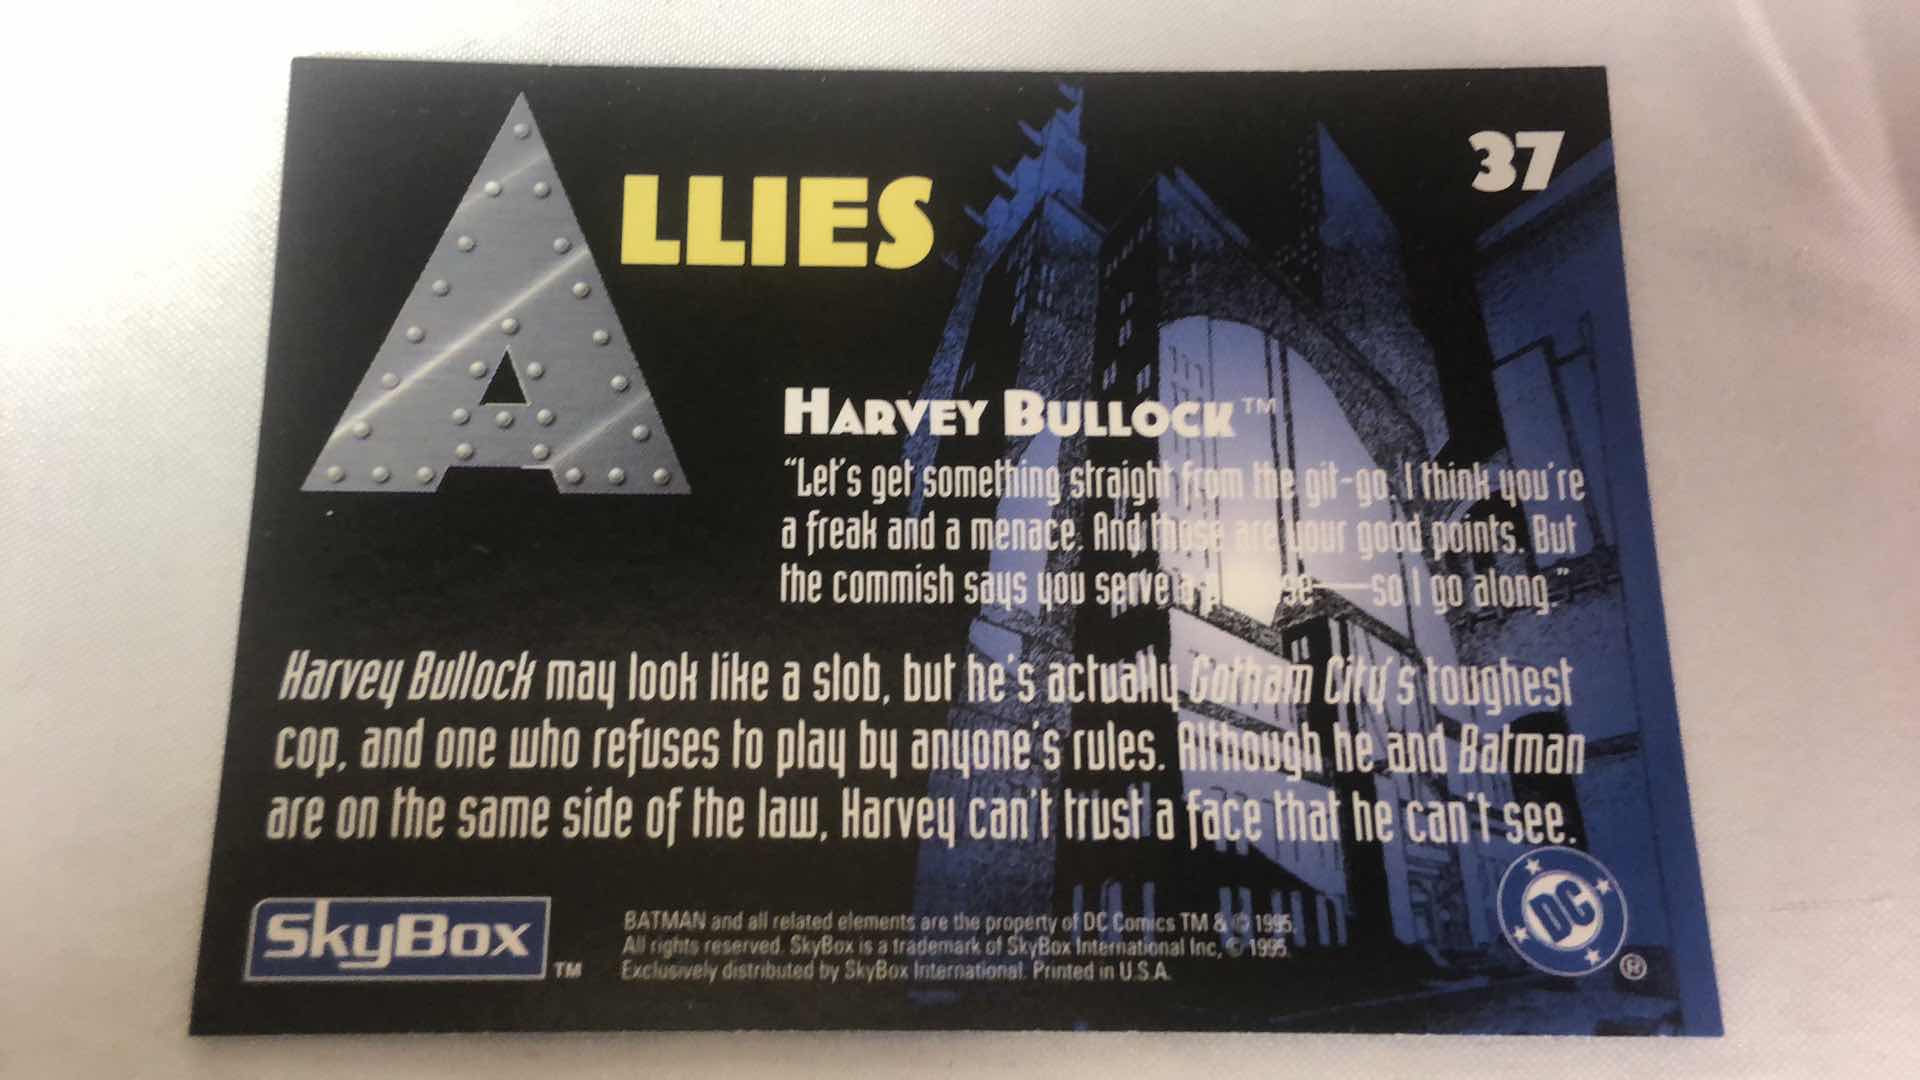 ALLIES
37
HARVEY BULLOCK™
"Let's get something straight from the git-go. I think you're
a freak and a menace. And those are your good points. But
the commish says you serve a —so I go along."
Harvey Bullock may look like a slob, but he's actually Gotham City's toughest
cop, and one who refuses to play by anyone's rules. Although he and Batman
are on the same side of the law, Harvey can't trust a face that he can't see.
SkyBox™
BATMAN and all related elements are the property of DC Comics TM & © 1995.
All rights reserved. SkyBox is a trademark of SkyBox International Inc, © 1995.
Exclusively distributed by SkyBox International. Printed in U.S.A.
DC®